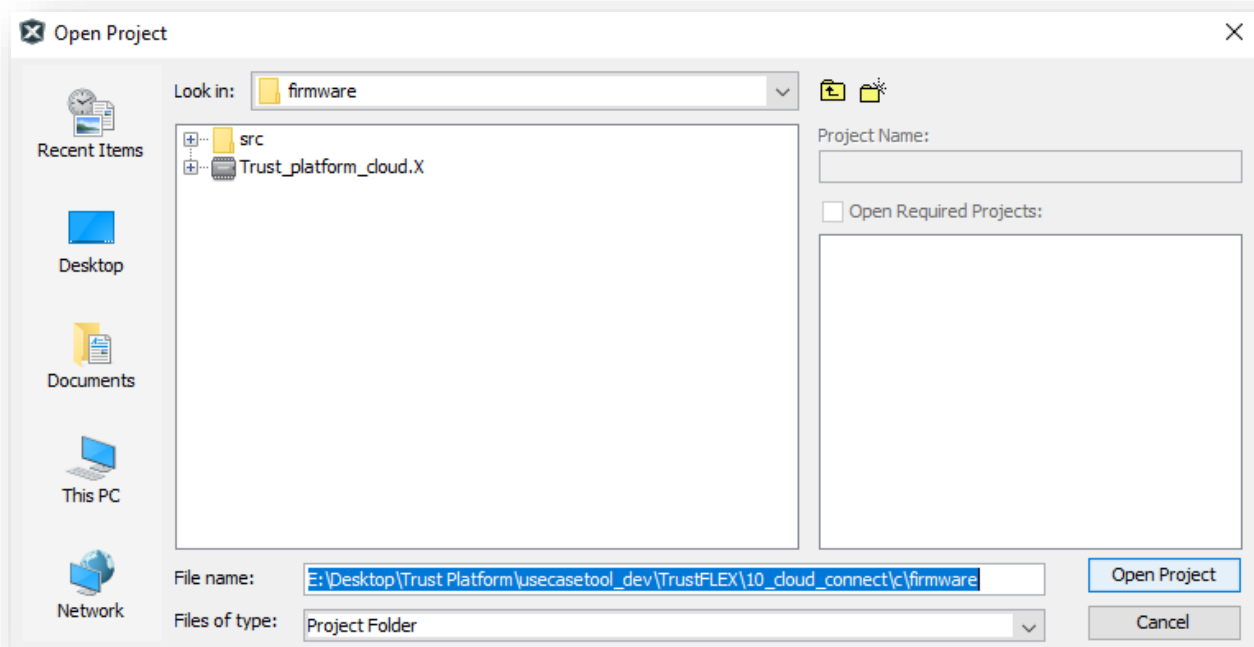 Open Project
Look in: firmware
Recent Items
Desktop
Documents
This PC
Network
src
Trust_platform_cloud.X
Project Name:
Open Required Projects:
File name: E:\Desktop\Trust Platform\usecasetool_dev\TrustFLEX\10_cloud_connect\c\firmware
Open Project
Files of type: Project Folder
Cancel